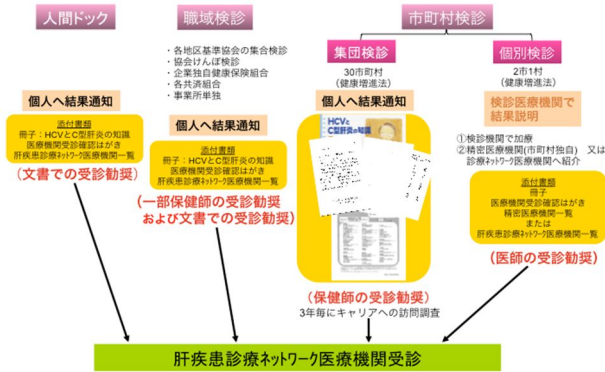 人間ドック
個人へ結果通知
添付書類
冊子：HCVとC型肝炎の知識
医療機関受診確認はがき
肝疾患診療ネットワーク医療機関一覧
(文書での受診勧奨)
職域検診
・各地区基準協会の集合検診
・協会けんぽ検診
・企業独自健康保険組合
・各共済組合
・事業所単独
個人へ結果通知
添付書類
冊子：HCVとC型肝炎の知識
医療機関受診確認はがき
肝疾患診療ネットワーク医療機関一覧
(一部保健師の受診勧奨
および文書での受診勧奨)
市町村検診
集団検診
30市町村
(健康増進法)
個人へ結果通知
HCVと
C型肝炎の知識
(保健師の受診勧奨)
3年毎にキャリアへの訪問調査
個別検診
2市1村
(健康増進法)
検診医療機関で
結果説明
①検診機関で加療
②精密医療機関(市町村独自) 又は
診療ネットワーク医療機関へ紹介
添付書類
冊子
医療機関受診確認はがき
精密医療機関一覧
または
肝疾患診療ネットワーク医療機関一覧
(医師の受診勧奨)
肝疾患診療ネットワーク医療機関受診